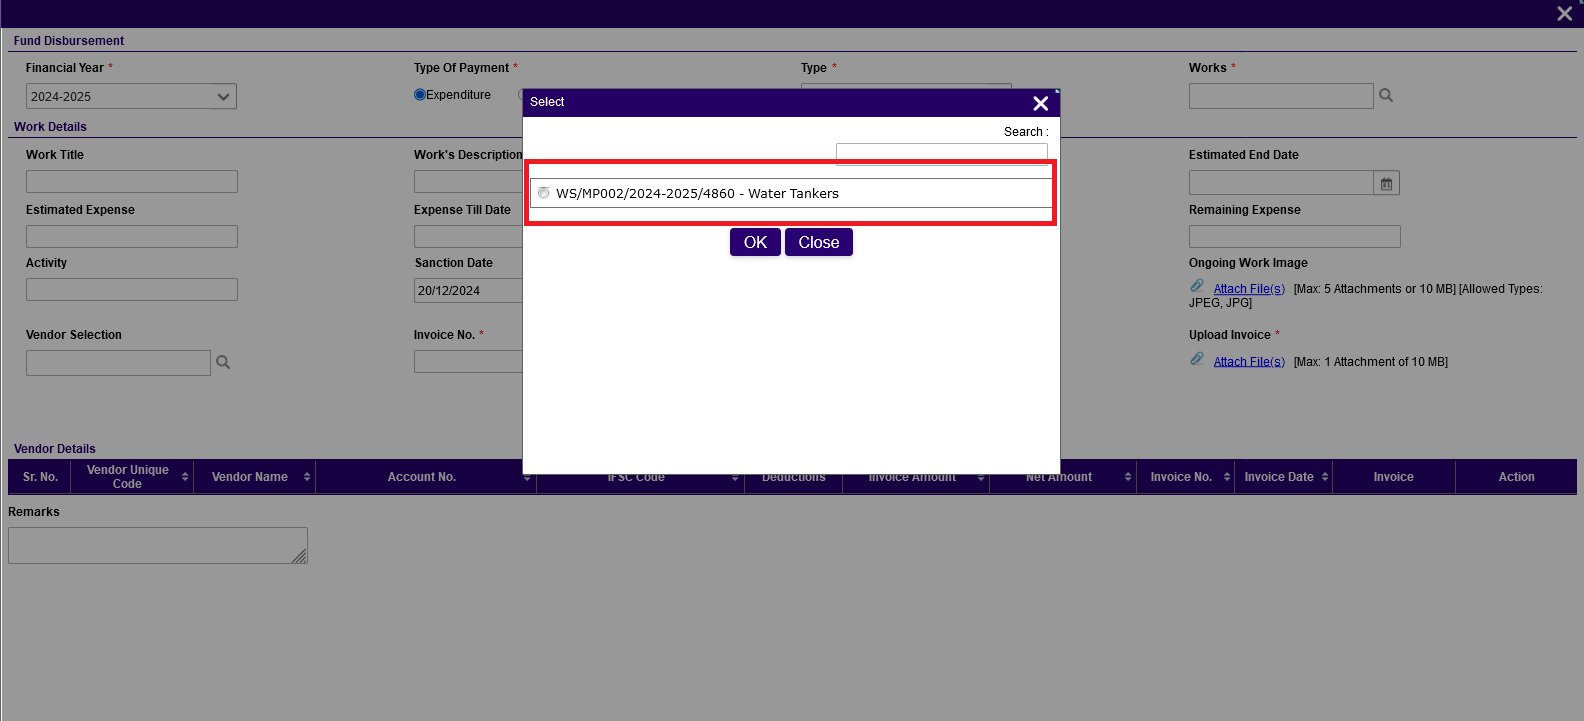 Fund Disbursement
Financial Year *
Type Of Payment *
Type *
Works *
2024-2025
Expenditure
Select
Search :
WS/MP002/2024-2025/4860 - Water Tankers
OK
Close
Work Details
Work Title
Work's Description
Estimated End Date
Estimated Expense
Expense Till Date
Remaining Expense
Activity
Sanction Date
Ongoing Work Image
20/12/2024
Attach File(s) [Max: 5 Attachments or 10 MB] [Allowed Types:
JPEG, JPG]
Vendor Selection
Invoice No. *
Upload Invoice *
Attach File(s) [Max: 1 Attachment of 10 MB]
Vendor Details
Sr. No.
Vendor Unique
Code
Vendor Name
Account No.
IFSC Code
Deductions
Invoice Amount
Net Amount
Invoice No.
Invoice Date
Invoice
Action
Remarks